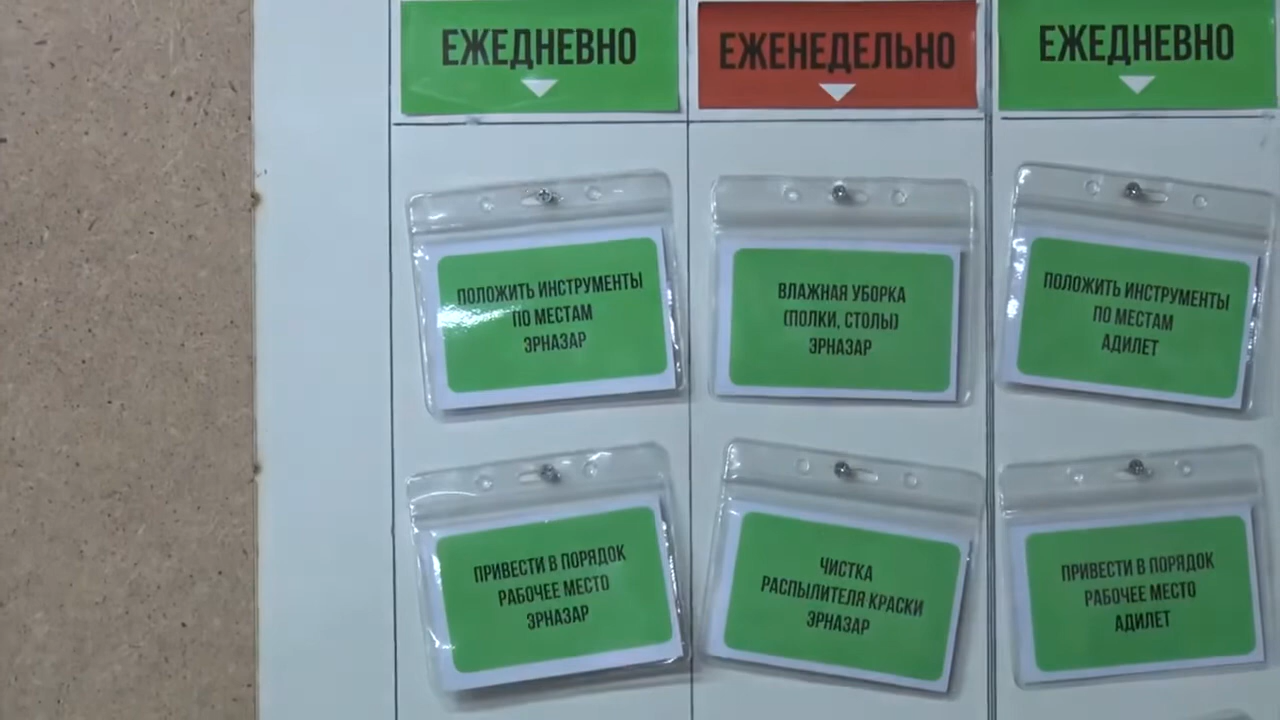 ЕЖЕДНЕВНО
ЕЖЕНЕДЕЛЬНО
ЕЖЕДНЕВНО
ПОЛОЖИТЬ ИНСТРУМЕНТЫ
ПО МЕСТАМ
ЭРНАЗАР
ВЛАЖНАЯ УБОРКА
(ПОЛКИ, СТОЛЫ)
ЭРНАЗАР
ПОЛОЖИТЬ ИНСТРУМЕНТЫ
ПО МЕСТАМ
АДИЛЕТ
ПРИВЕСТИ В ПОРЯДОК
РАБОЧЕЕ МЕСТО
ЭРНАЗАР
ЧИСТКА
РАСПЫЛИТЕЛЯ КРАСКИ
ЭРНАЗАР
ПРИВЕСТИ В ПОРЯДОК
РАБОЧЕЕ МЕСТО
АДИЛЕТ